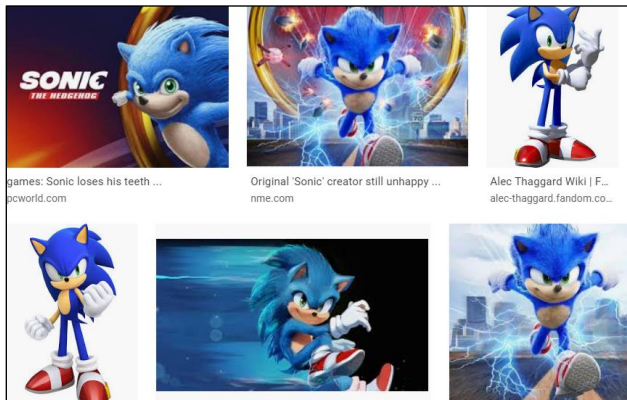 SONIC
THE HEDGEHOG
70
games: Sonic loses his teeth ...
pcworld.com
Original 'Sonic' creator still unhappy ...
nme.com
Alec Thaggard Wiki | F...
alec-thaggard.fandom.co...